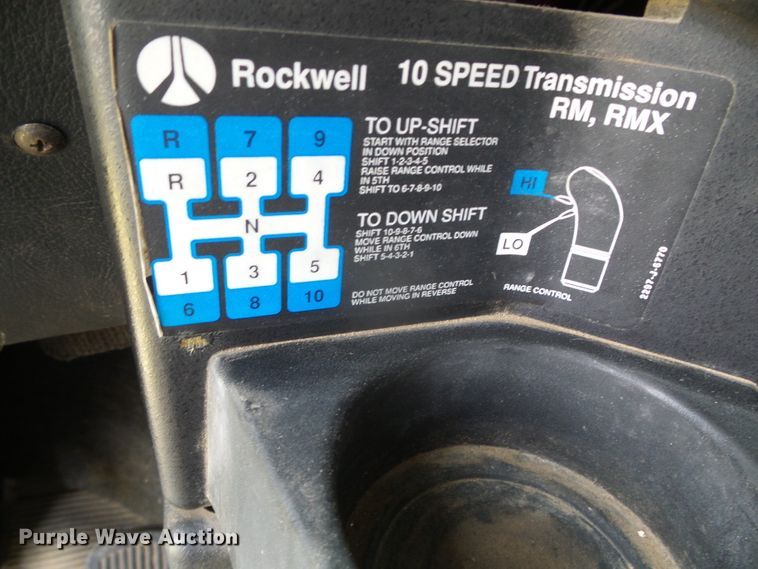 Rockwell 10 SPEED Transmission
RM, RMX
R 7 9
R 2 4
N
1 3 5
6 8 10
TO UP-SHIFT
START WITH RANGE SELECTOR
IN DOWN POSITION
SHIFT 1-2-3-4-5
RAISE RANGE CONTROL WHILE
IN 5TH
SHIFT TO 6-7-8-9-10
TO DOWN SHIFT
SHIFT 10-9-8-7-6
MOVE RANGE CONTROL DOWN
WHILE IN 6TH
SHIFT 5-4-3-2-1
DO NOT MOVE RANGE CONTROL
WHILE MOVING IN REVERSE
HI
LO
RANGE CONTROL
2297-J-6770
Purple Wave Auction